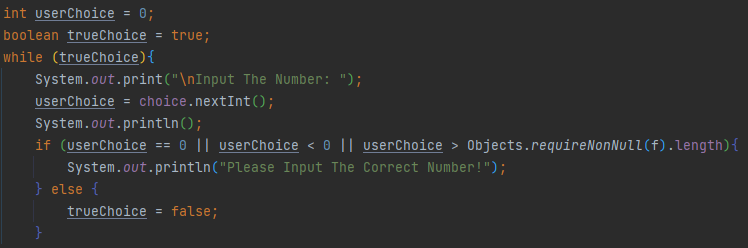 int userChoice = 0;
boolean trueChoice = true;
while (trueChoice){
    System.out.print("\nInput The Number: ");
    userChoice = choice.nextInt();
    System.out.println();
    if (userChoice == 0 || userChoice < 0 || userChoice > Objects.requireNonNull(f).length){
        System.out.println("Please Input The Correct Number!");
    } else {
        trueChoice = false;
    }